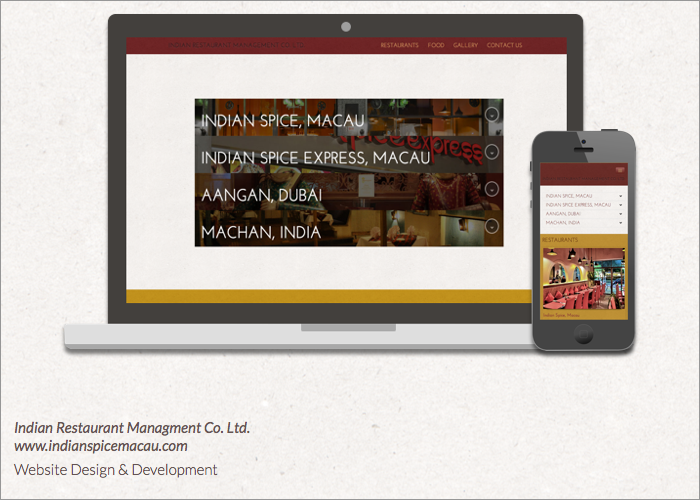 RESTAURANTS FOOD GALLERY CONTACT US
INDIAN SPICE, MACAU
INDIAN SPICE EXPRESS, MACAU
AANGAN, DUBAI
MACHAN, INDIA
INDIAN SPICE, MACAU
INDIAN SPICE EXPRESS, MACAU
AANGAN, DUBAI
MACHAN, INDIA
RESTAURANTS
Indian Spice, Macau
Indian Restaurant Managment Co. Ltd.
www.indianspicemacau.com
Website Design & Development